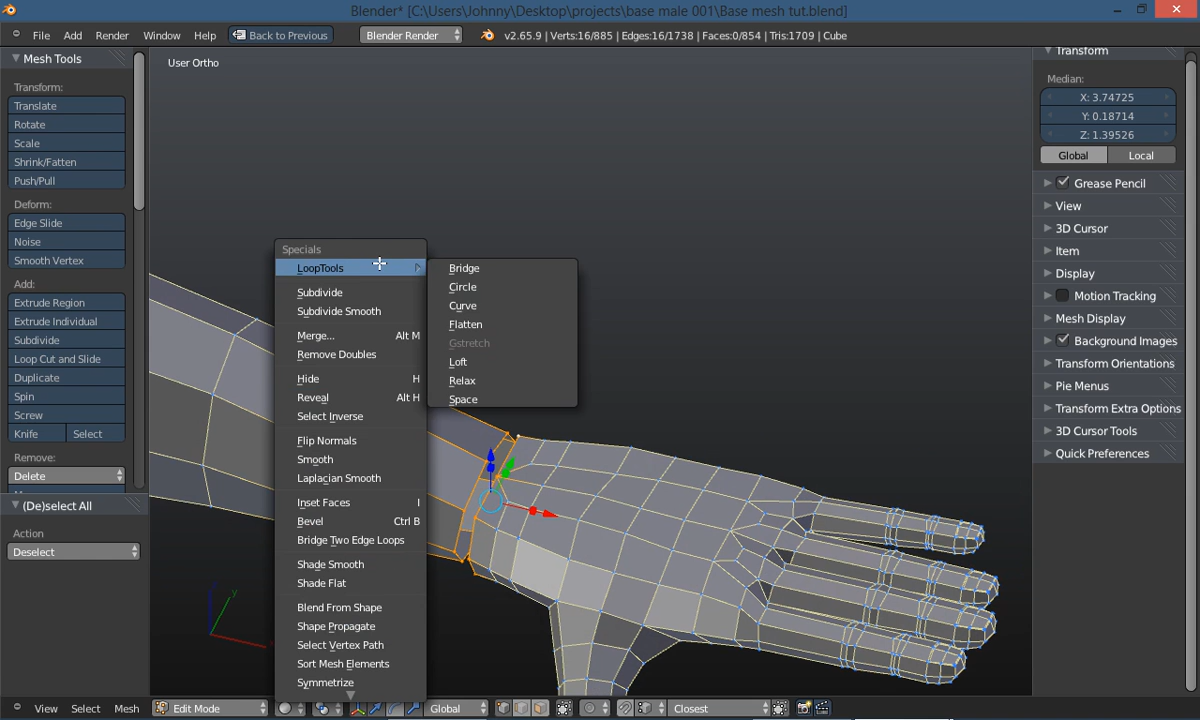 Blender* [C:\Users\Johnny\Desktop\projects\base male 001\Base mesh tut.blend]
File Add Render Window Help Back to Previous Blender Render v2.65.9 | Verts:16/885 | Edges:16/1738 | Faces:0/854 | Tris:1709 | Cube
Mesh Tools
Transform:
Translate
Rotate
Scale
Shrink/Fatten
Push/Pull
Deform:
Edge Slide
Noise
Smooth Vertex
Add:
Extrude Region
Extrude Individual
Subdivide
Loop Cut and Slide
Duplicate
Spin
Screw
Knife Select
Remove:
Delete
(De)select All
Action
Deselect
User Ortho
Specials
LoopTools
Subdivide
Subdivide Smooth
Merge... Alt M
Remove Doubles
Hide H
Reveal Alt H
Select Inverse
Flip Normals
Smooth
Laplacian Smooth
Inset Faces I
Bevel Ctrl B
Bridge Two Edge Loops
Shade Smooth
Shade Flat
Blend From Shape
Shape Propagate
Select Vertex Path
Sort Mesh Elements
Symmetrize
Bridge
Circle
Curve
Flatten
Gstretch
Loft
Relax
Space
y
Transform
Median:
X: 3.74725
Y: 0.18714
Z: 1.39526
Global Local
Grease Pencil
View
3D Cursor
Item
Display
Motion Tracking
Mesh Display
Background Images
Transform Orientations
Pie Menus
Transform Extra Options
3D Cursor Tools
Quick Preferences
View Select Mesh Edit Mode Global Closest